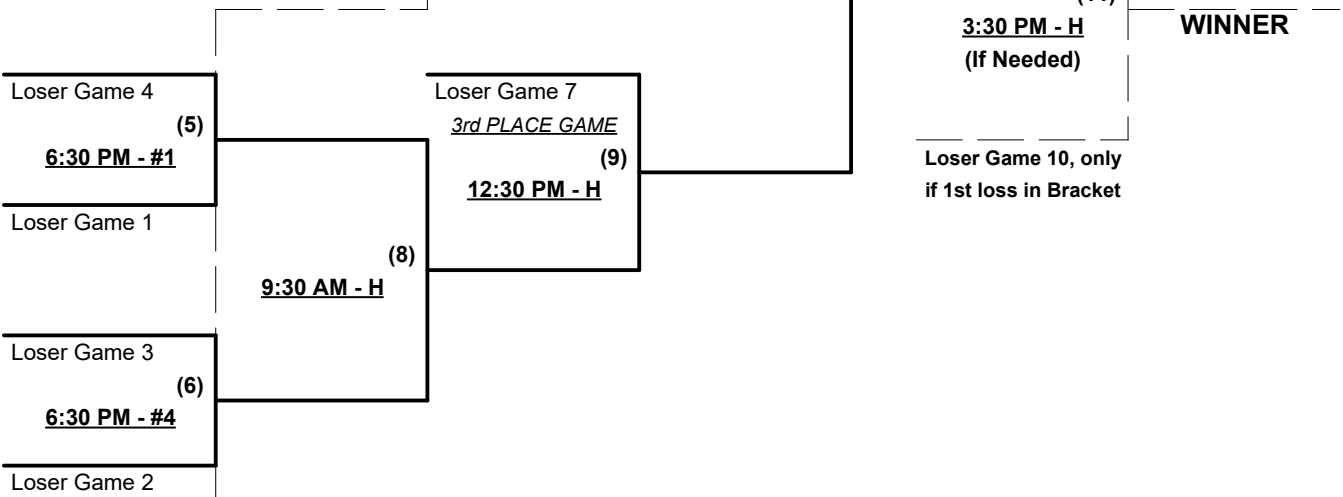 3:30 PM - H
WINNER
(If Needed)
Loser Game 4
(5)
6:30 PM - #1
Loser Game 1
Loser Game 7
3rd PLACE GAME
(9)
12:30 PM - H
Loser Game 10, only
if 1st loss in Bracket
(8)
9:30 AM - H
Loser Game 3
(6)
6:30 PM - #4
Loser Game 2